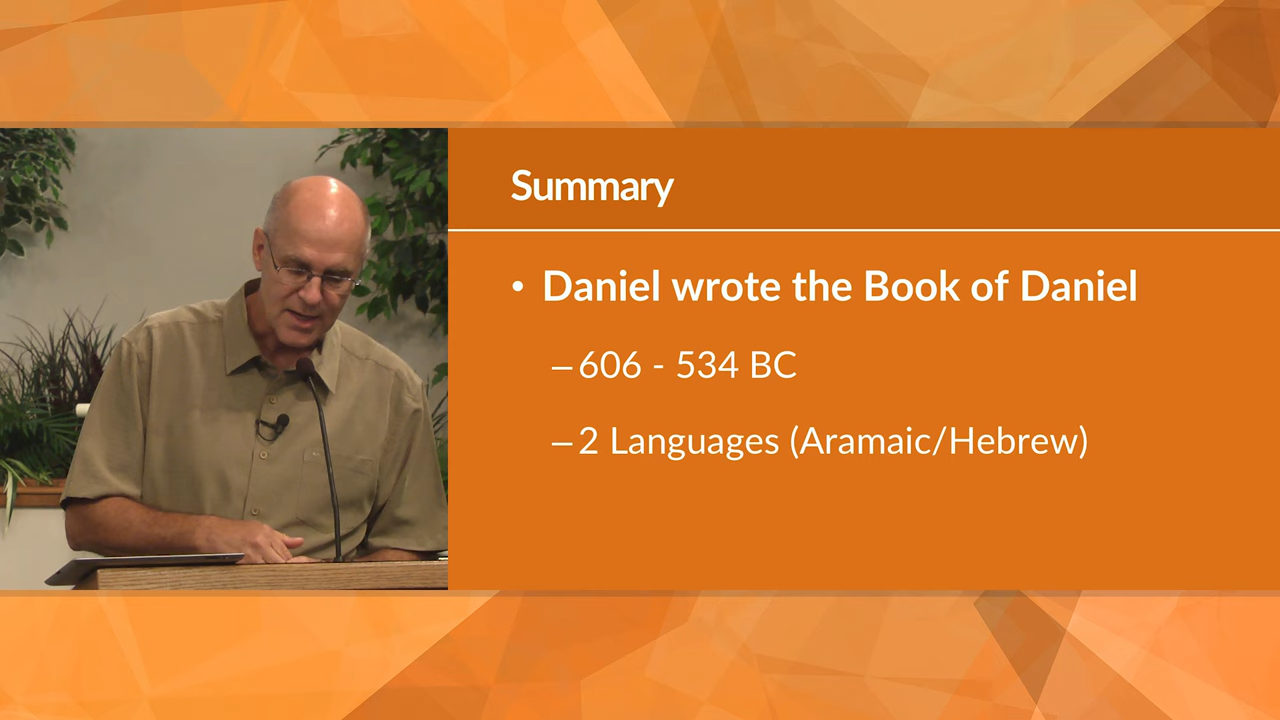 Summary
• Daniel wrote the Book of Daniel
– 606 - 534 BC
– 2 Languages (Aramaic/Hebrew)